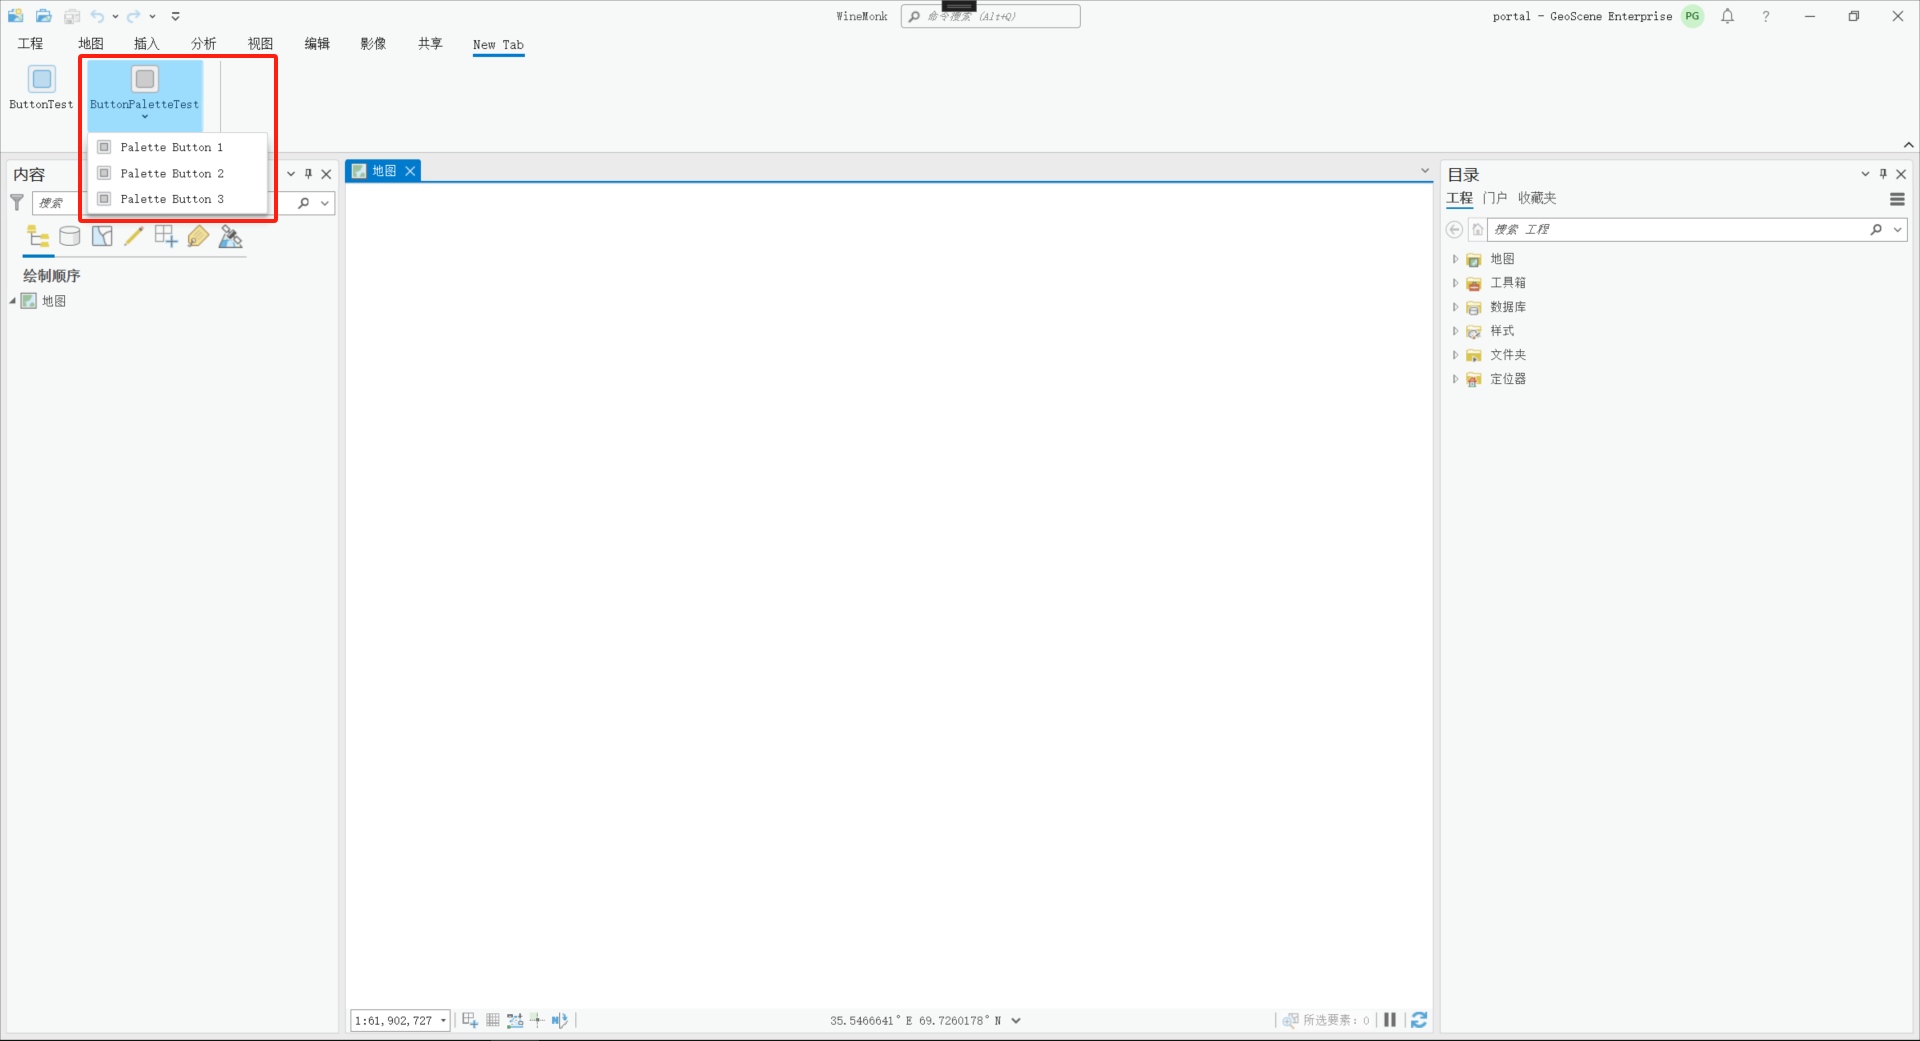 WineMonk
命令搜索 (Alt+Q)
portal - GeoScene Enterprise
PG
?
工程
地图
插入
分析
视图
编辑
影像
共享
New Tab
ButtonTest
ButtonPaletteTest
Palette Button 1
Palette Button 2
Palette Button 3
内容
搜索
绘制顺序
地图
地图
目录
工程 门户 收藏夹
搜索 工程
地图
工具箱
数据库
样式
文件夹
定位器
1:61,902,727
35.5466641°E 69.7260178°N
所选要素: 0